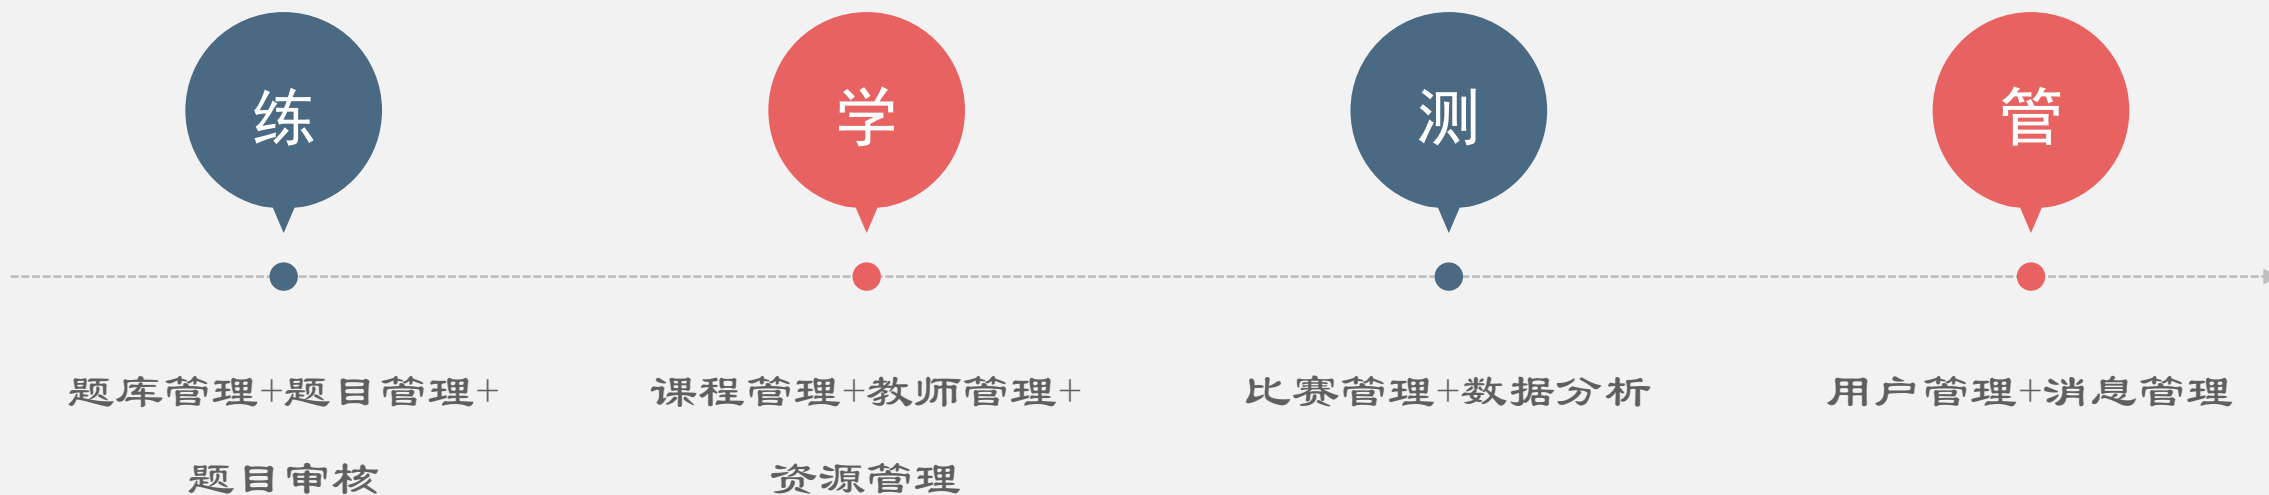 练
学
测
管
题库管理+题目管理+
题目审核
课程管理+教师管理+
资源管理
比赛管理+数据分析
用户管理+消息管理